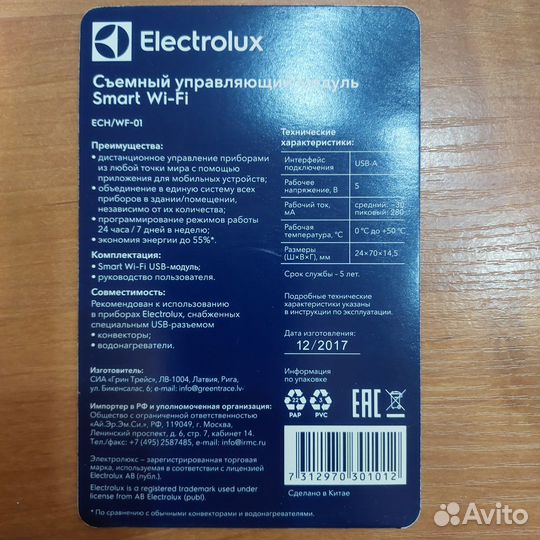 Electrolux
Съемный управляющий модуль
Smart Wi-Fi
ECH/WF-01
Преимущества:
• дистанционное управление приборами
из любой точки мира с помощью
приложения для мобильных устройств;
• объединение в единую систему всех
приборов в здании/помещении,
независимо от их количества;
• программирование режимов работы
24 часа / 7 дней в неделю;
• экономия энергии до 55%*.
Комплектация:
• Smart Wi-Fi USB-модуль;
• руководство пользователя.
Совместимость:
Рекомендован к использованию
в приборах Electrolux, снабженных
специальным USB-разъемом
• конвекторы;
• водонагреватели.
Технические
характеристики:
Интерфейс
подключения
USB-A
Рабочее
напряжение, В
5
Рабочий ток,
мА
средний: ~30
пиковый: 280
Рабочая
температура, °C
0 °C до +50 °C
Размеры
(Ш×В×Г), мм
24×70×14,5
Срок службы - 5 лет.
Подробные технические
характеристики указаны
в инструкции по эксплуатации.
Дата изготовления:
12/2017
Изготовитель:
СИА «Грин Трейс», ЛВ-1004, Латвия, Рига,
ул. Бикенсалас, 6; e-mail: info@greentrace.lv
Импортер в РФ и уполномоченная организация:
Общество с ограниченной ответственностью
«Ай.Эр.Эм.Си.», РФ, 119049, г. Москва,
Ленинский проспект, д. 6, стр. 7, кабинет 14.
Тел./факс: +7 (495) 2587485, e-mail: info@irmc.ru
Электролюкс – зарегистрированная торговая
марка, используемая в соответствии с лицензией
Electrolux AB (публ.).
Electrolux is a registered trademark used under
license from AB Electrolux (publ).
* По сравнению с обычными конвекторами и водонагревателями.
Информация
по упаковке
22
PAP
3
PVC
EAC
7 312970 301012
Сделано в Китае
Avito